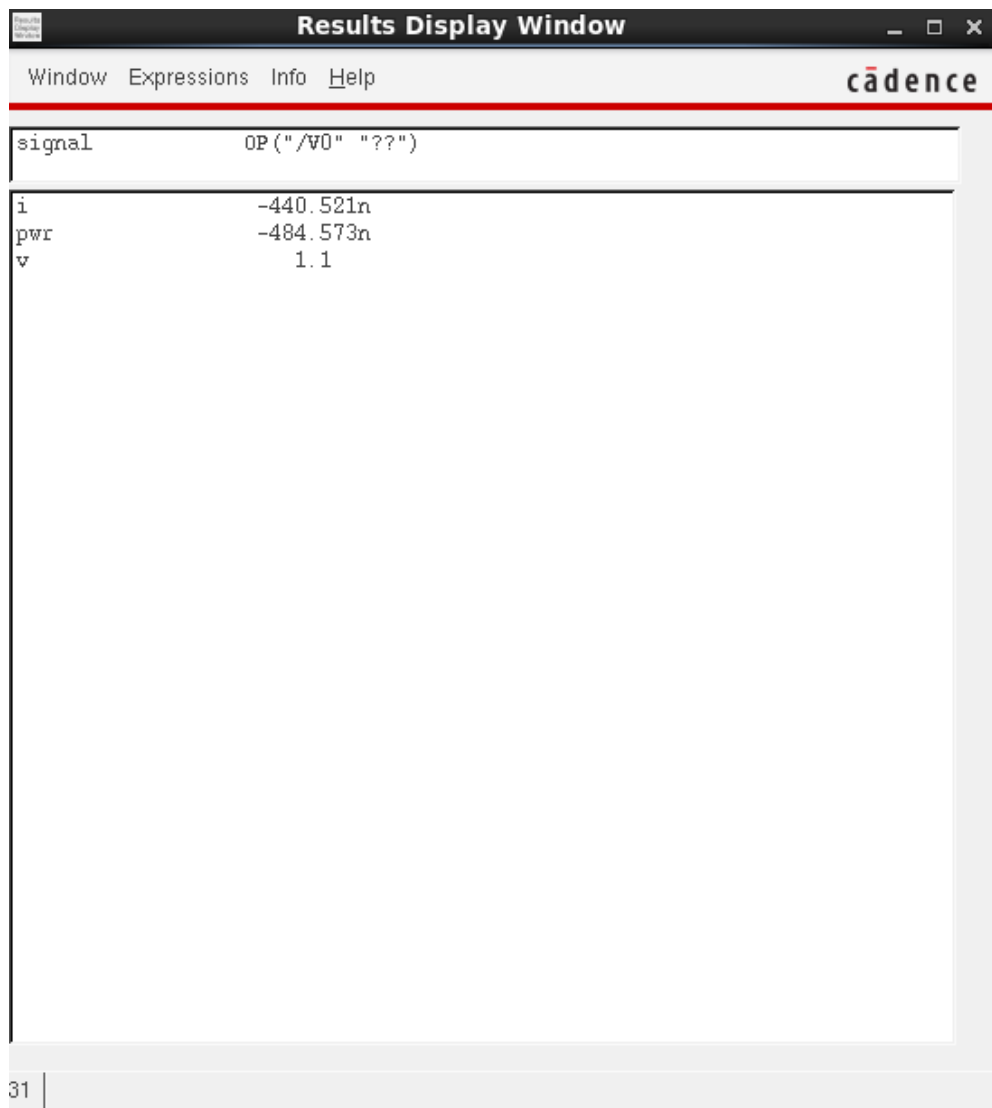 Results Display Window
Window Expressions Info Help
cādence
signal OP("/V0" "??")
i -440.521n
pwr -484.573n
v 1.1
31